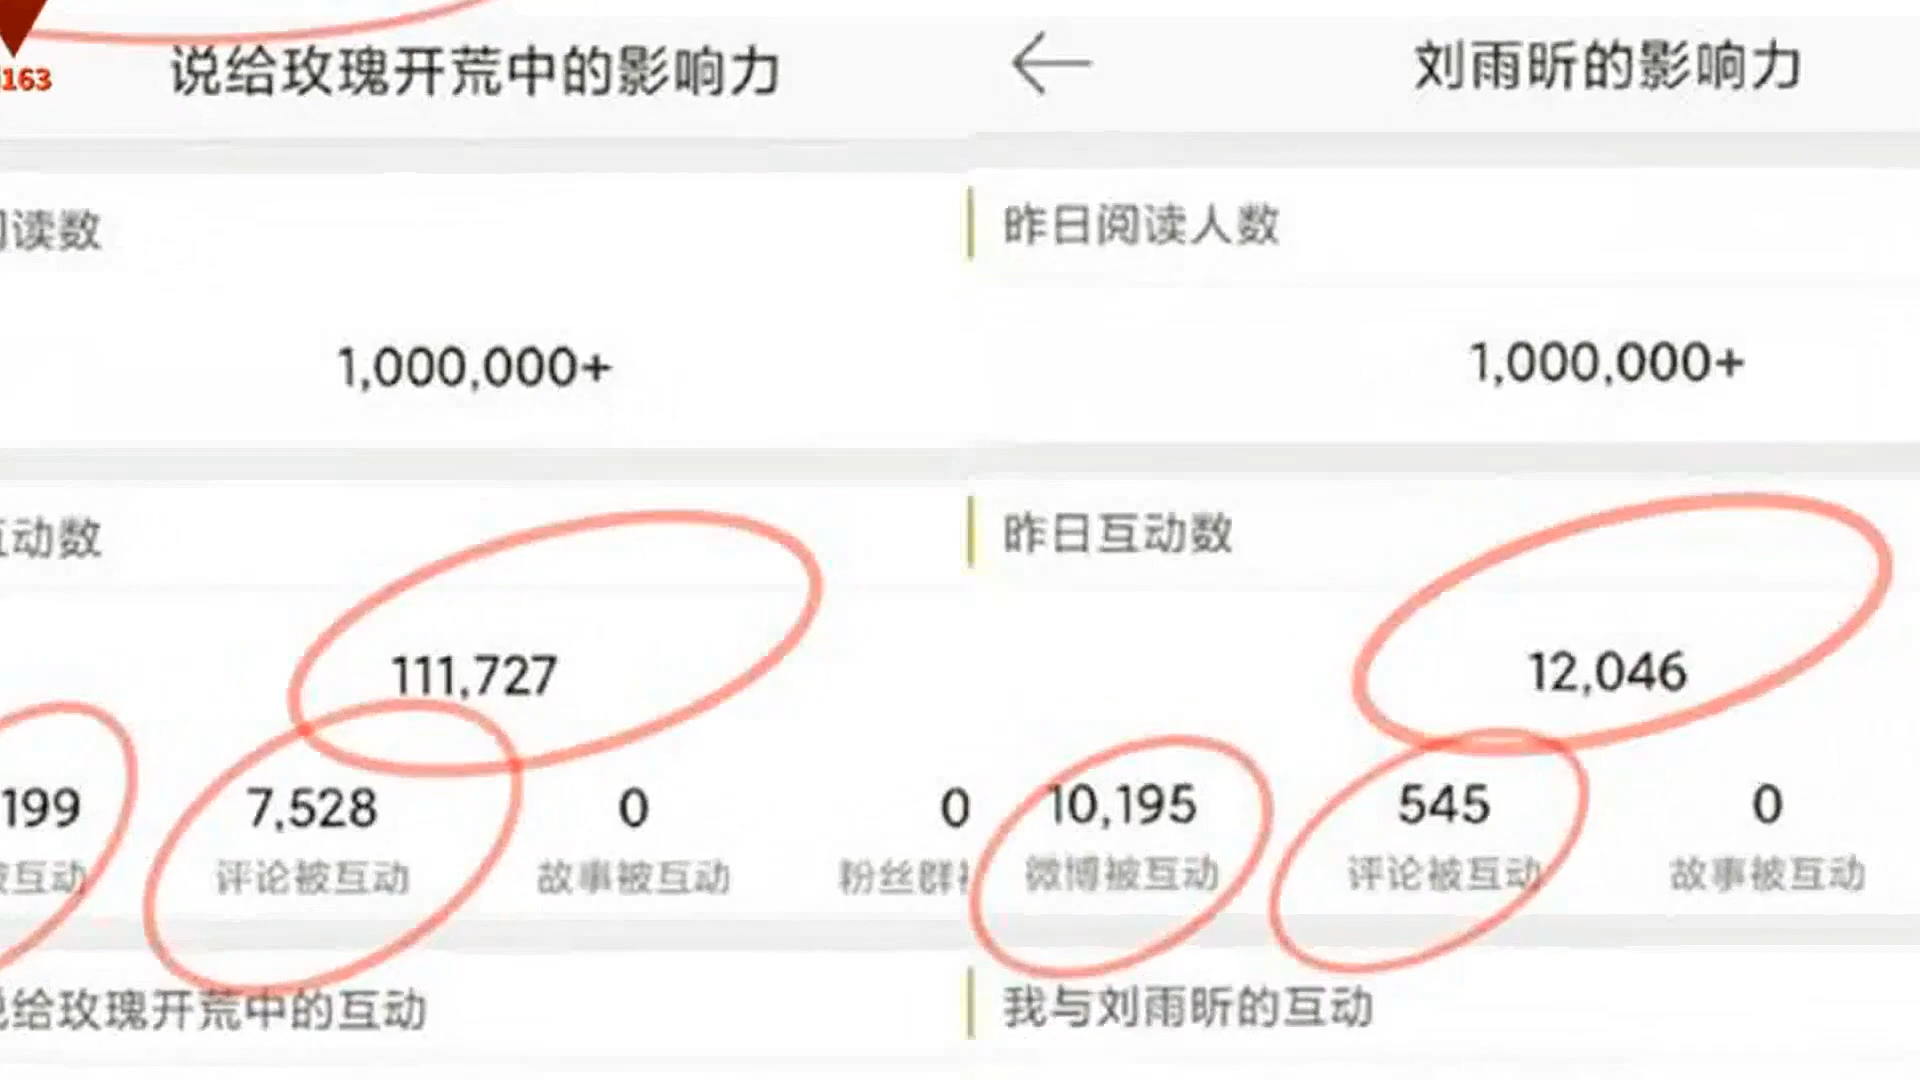 163
说给玫瑰开荒中的影响力
读数
1,000,000+
动数
111,727
199
7,528
0
0
被互动
评论被互动
故事被互动
粉丝群
给玫瑰开荒中的互动
刘雨昕的影响力
昨日阅读人数
1,000,000+
昨日互动数
12,046
10,195
545
0
微博被互动
评论被互动
故事被互动
我与刘雨昕的互动